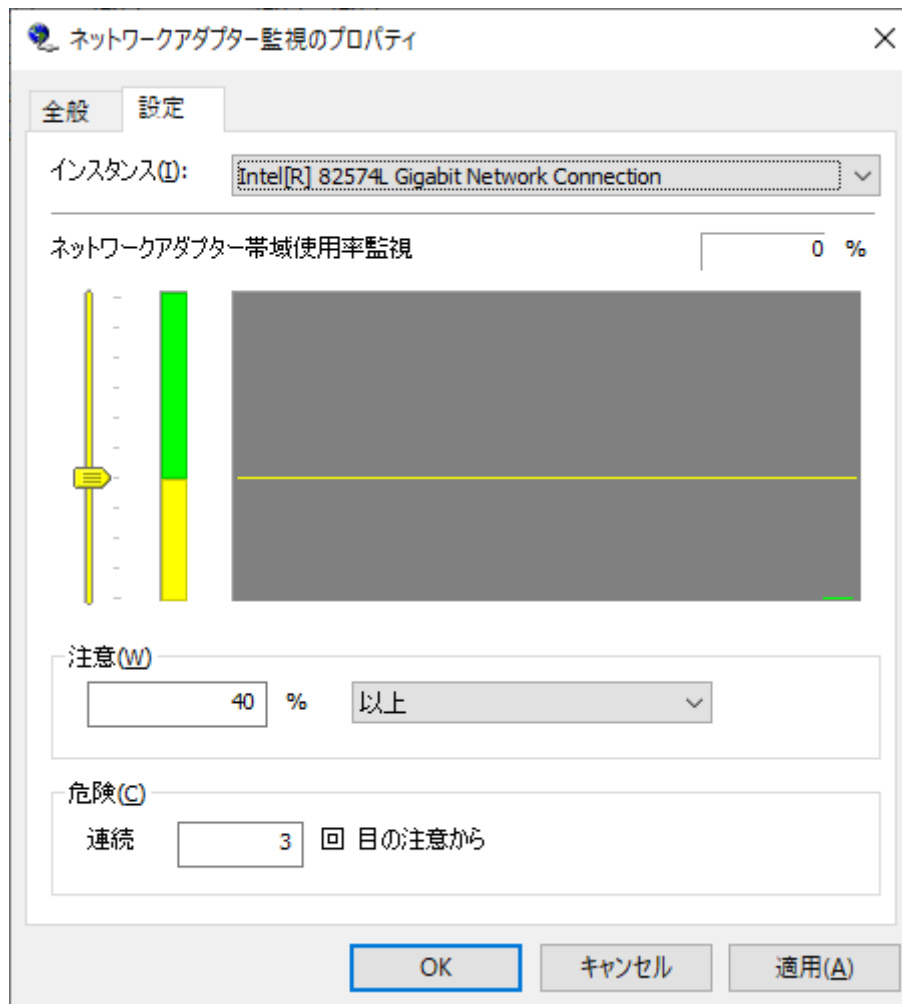 ネットワークアダプター監視のプロパティ
全般 設定
インスタンス(I): Intel[R] 82574L Gigabit Network Connection
ネットワークアダプター帯域使用率監視 0 %
注意(W)
40 % 以上
危険(C)
連続 3 回 目の注意から
OK キャンセル 適用(A)